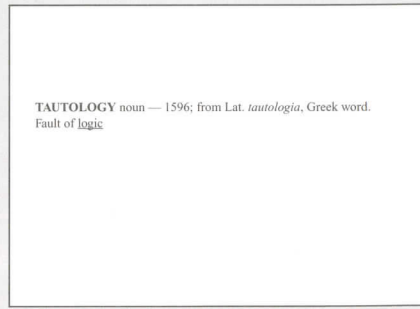 TAUTOLOGY noun — 1596; from Lat. tautologia, Greek word.
Fault of logic